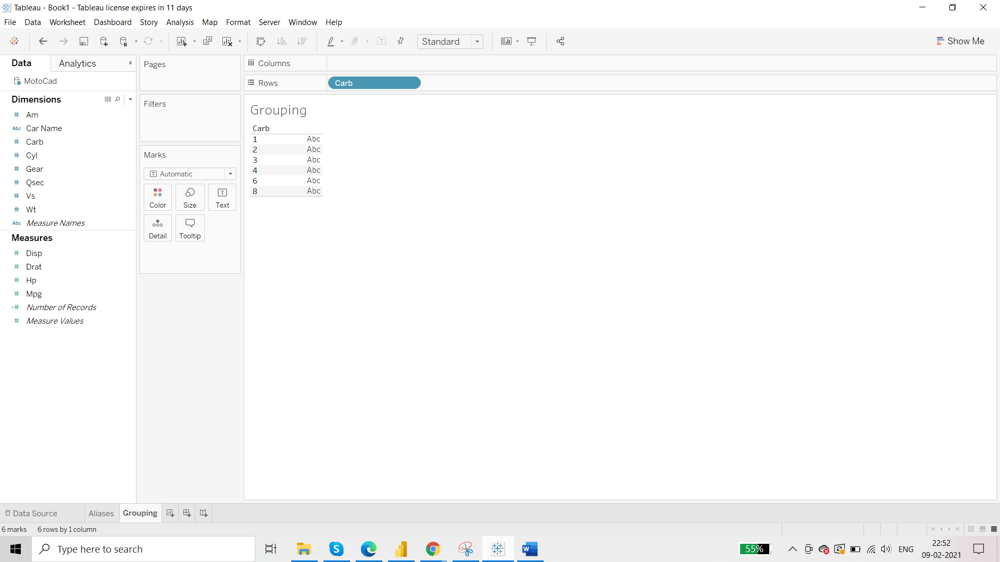 Tableau - Book1 - Tableau license expires in 11 days
File Data Worksheet Dashboard Story Analysis Map Format Server Window Help
Standard
Show Me
Data Analytics
MotoCad
Dimensions
# Am
Abc Car Name
# Carb
# Cyl
# Gear
# Qsec
# Vs
# Wt
Abc Measure Names
Measures
# Disp
# Drat
# Hp
# Mpg
=# Number of Records
# Measure Values
Pages
Filters
Marks
T Automatic
Color Size Text
Detail Tooltip
Columns
Rows Carb
Grouping
Carb
1 Abc
2 Abc
3 Abc
4 Abc
6 Abc
8 Abc
Data Source Aliases Grouping
6 marks 6 rows by 1 column
Type here to search
55%
ENG
22:52
09-02-2021